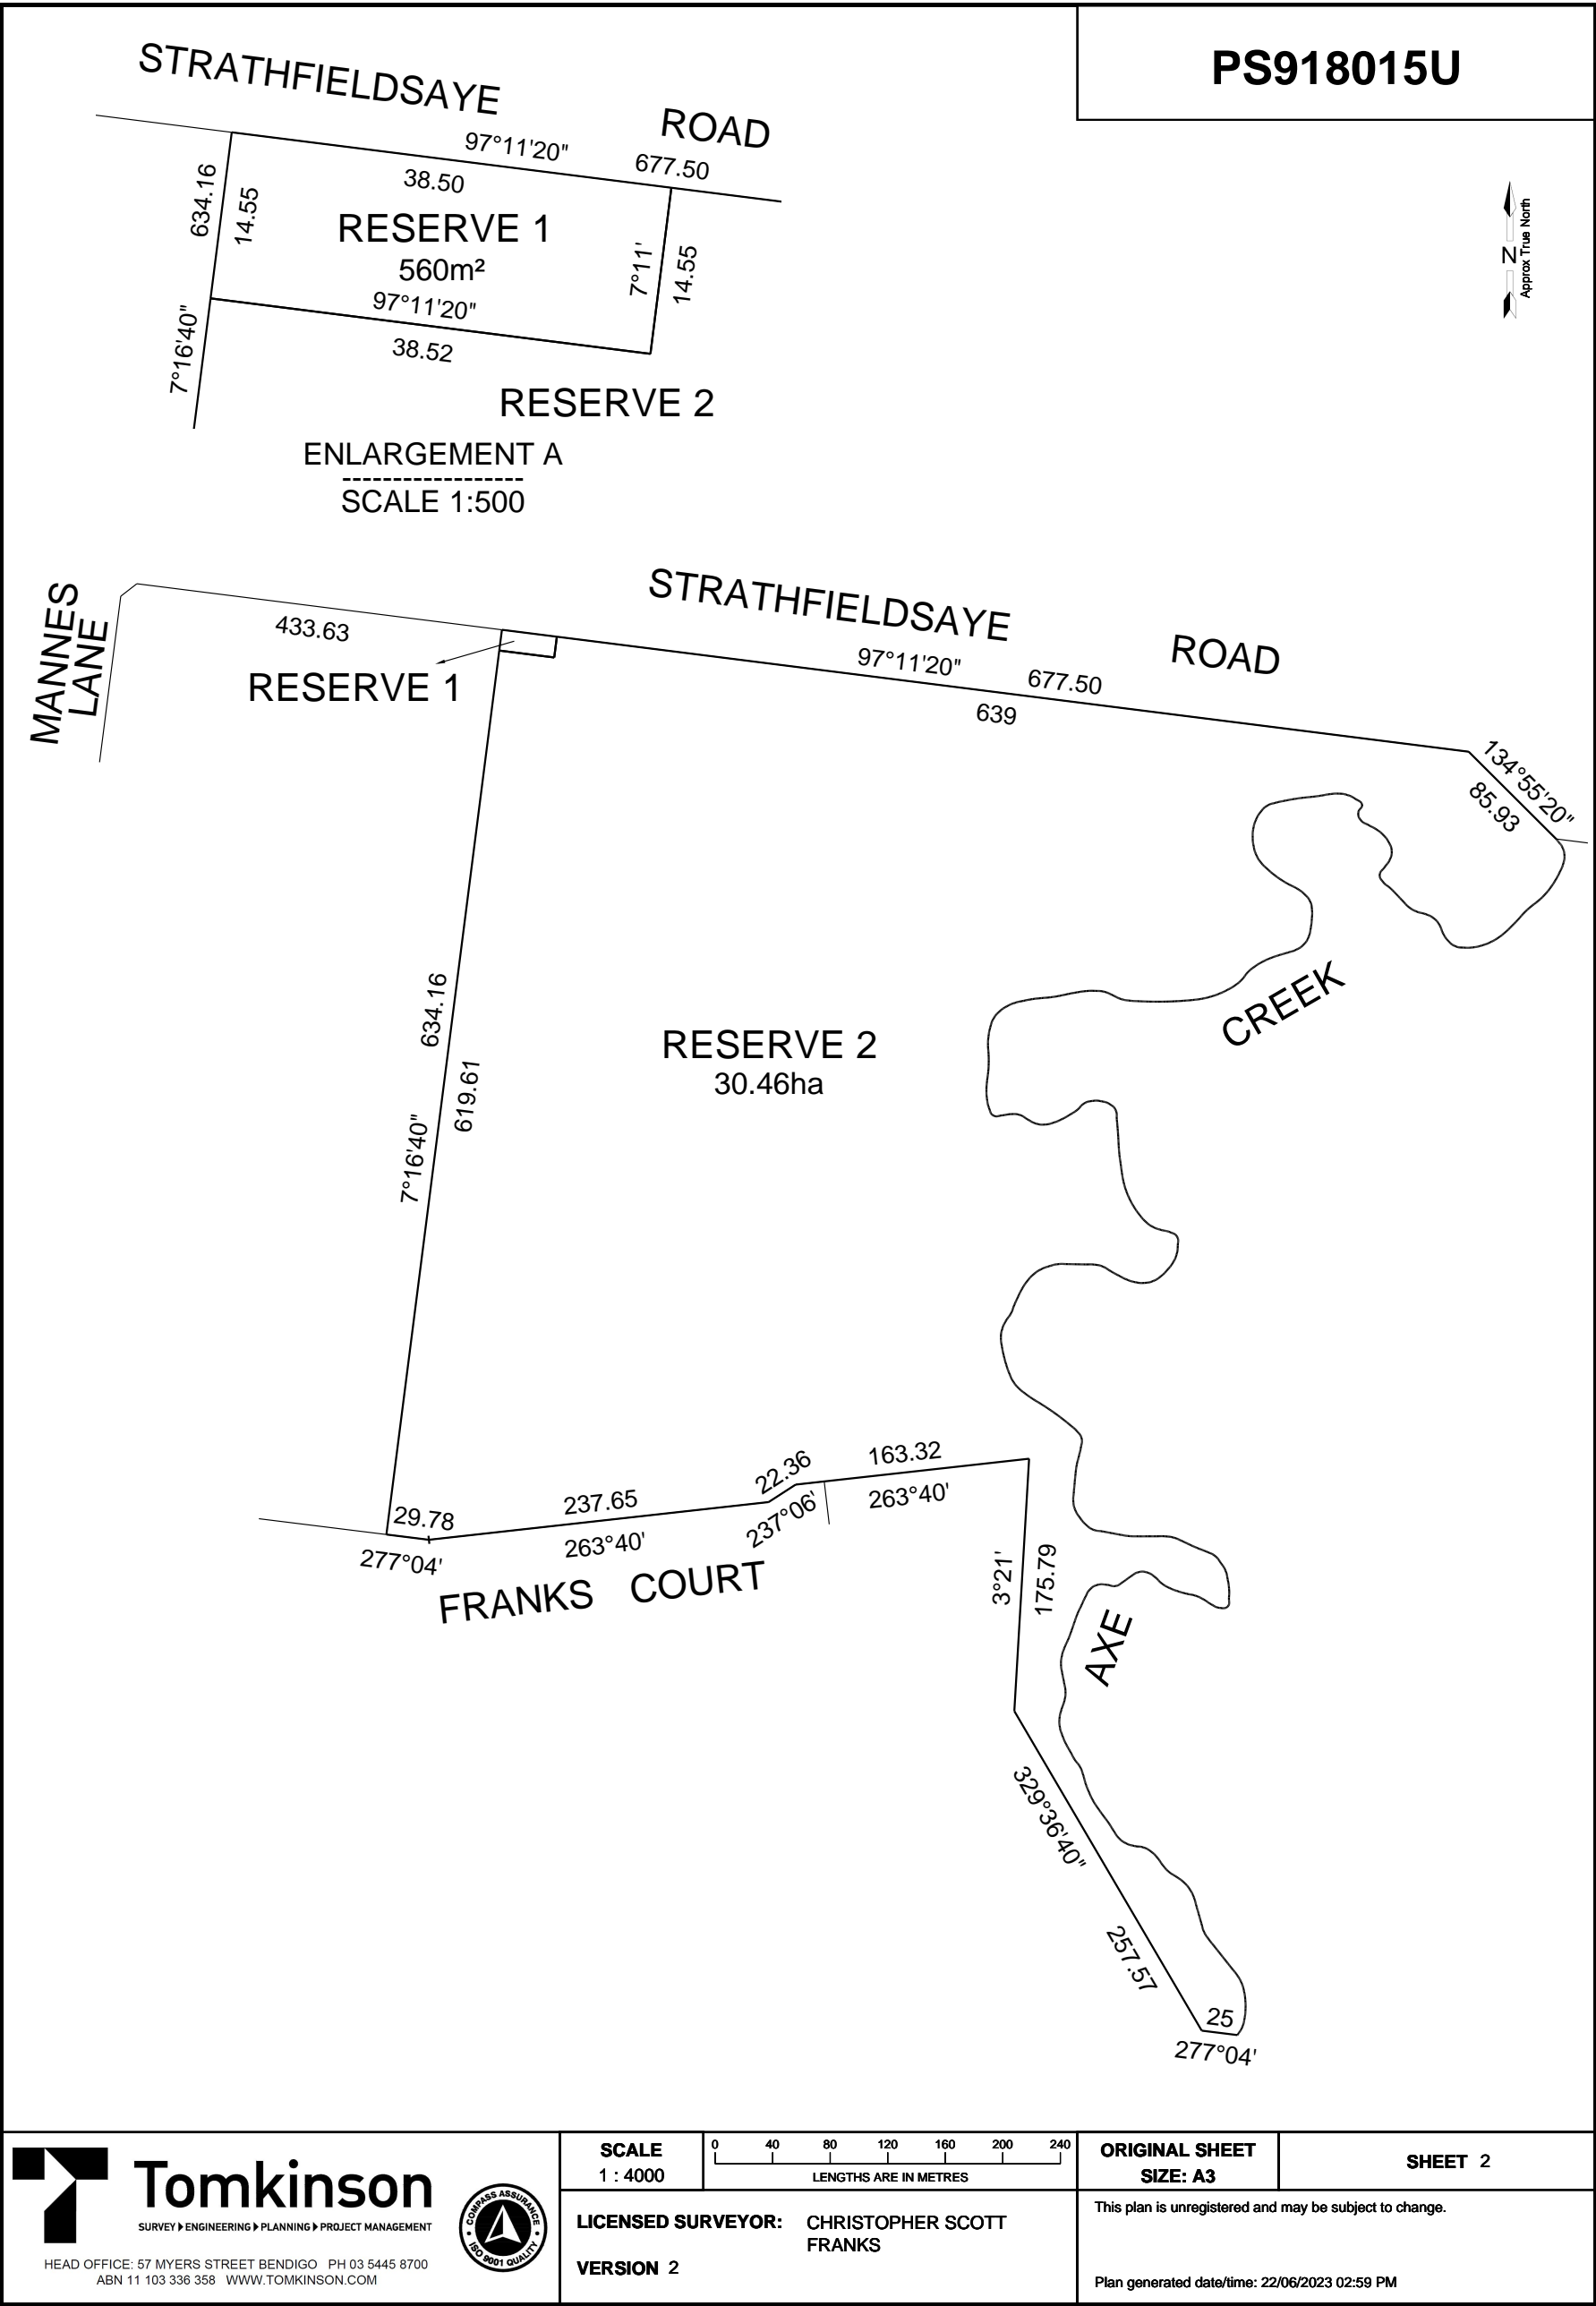 PS918015U
STRATHFIELDSAYE ROAD
97°11'20"
677.50
634.16
14.55
38.50
RESERVE 1
560m²
7°11'
14.55
97°11'20"
38.52
7°16'40"
RESERVE 2
ENLARGEMENT A
------------------
SCALE 1:500
N
Approx True North
MANNES
LANE
433.63
STRATHFIELDSAYE ROAD
RESERVE 1
97°11'20"
677.50
639
134°55'20"
85.93
CREEK
634.16
619.61
7°16'40"
RESERVE 2
30.46ha
29.78
277°04'
237.65
263°40'
22.36
237°06'
163.32
263°40'
FRANKS COURT
3°21'
175.79
AXE
329°36'40"
257.57
25
277°04'
Tomkinson
SURVEY ENGINEERING PLANNING PROJECT MANAGEMENT
HEAD OFFICE: 57 MYERS STREET BENDIGO PH 03 5445 8700
ABN 11 103 336 358 WWW.TOMKINSON.COM
COMPASS ASSURANCE
ISO 9001 QUALITY
SCALE
1 : 4000
0 40 80 120 160 200 240
LENGTHS ARE IN METRES
ORIGINAL SHEET
SIZE: A3
SHEET 2
LICENSED SURVEYOR: CHRISTOPHER SCOTT
FRANKS
VERSION 2
This plan is unregistered and may be subject to change.
Plan generated date/time: 22/06/2023 02:59 PM